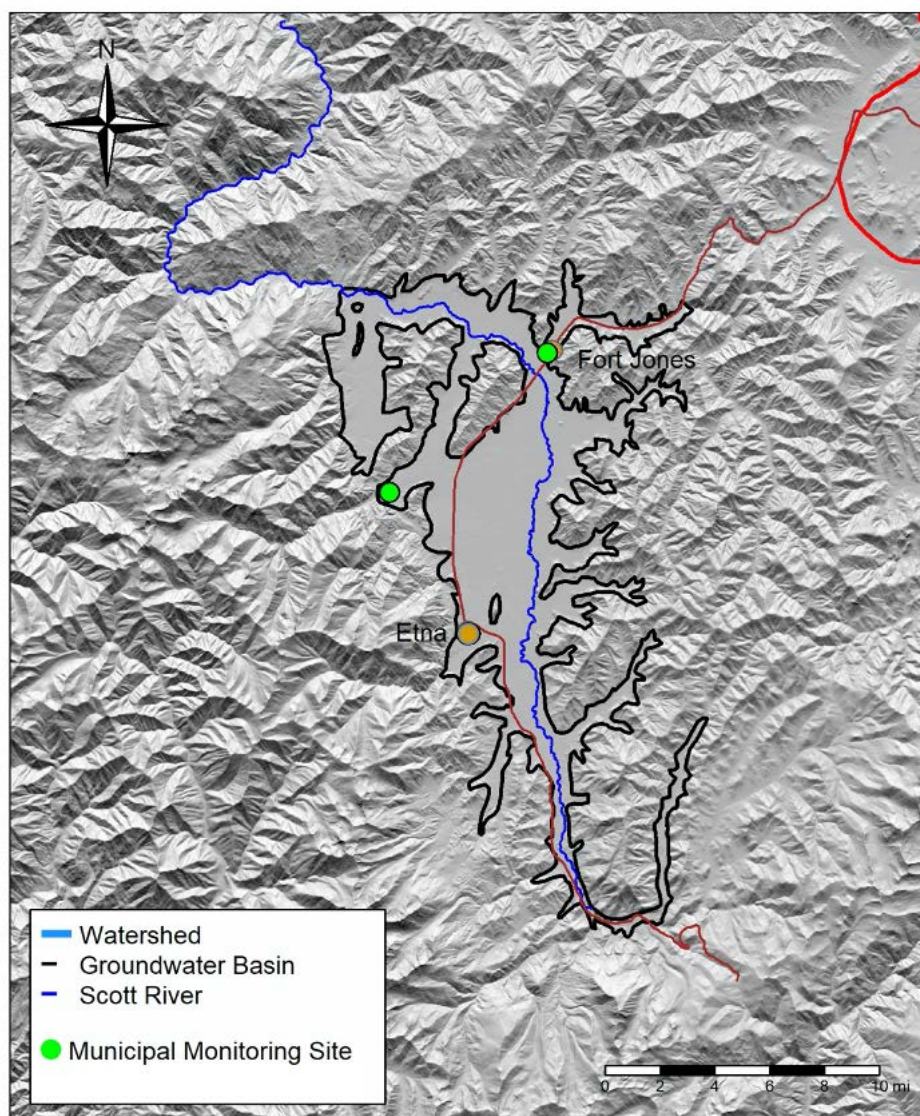 N
Fort Jones
Etna
Watershed
Groundwater Basin
Scott River
Municipal Monitoring Site
0 2 4 6 8 10 mi